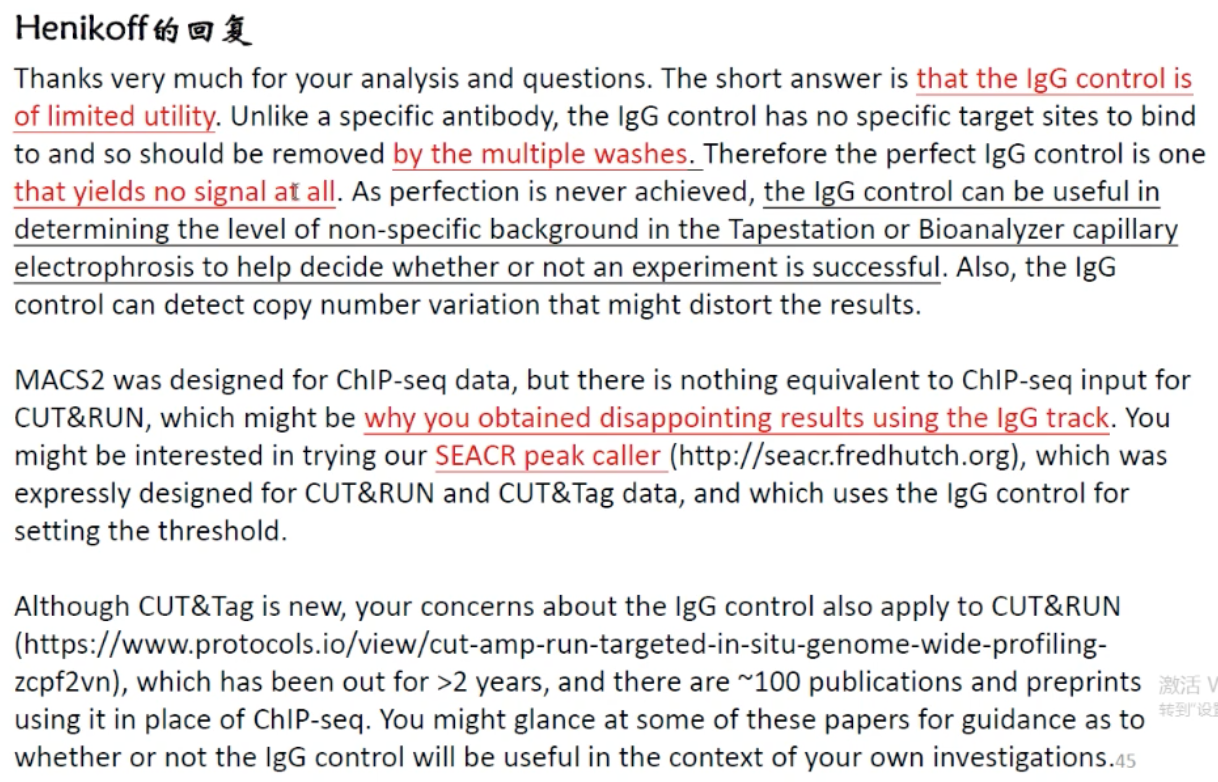 Henikoff的回复
Thanks very much for your analysis and questions. The short answer is that the IgG control is
of limited utility. Unlike a specific antibody, the IgG control has no specific target sites to bind
to and so should be removed by the multiple washes. Therefore the perfect IgG control is one
that yields no signal at all. As perfection is never achieved, the IgG control can be useful in
determining the level of non-specific background in the Tapestation or Bioanalyzer capillary
electrophrosis to help decide whether or not an experiment is successful. Also, the IgG
control can detect copy number variation that might distort the results.
MACS2 was designed for ChIP-seq data, but there is nothing equivalent to ChIP-seq input for
CUT&RUN, which might be why you obtained disappointing results using the IgG track. You
might be interested in trying our SEACR peak caller (http://seacr.fredhutch.org), which was
expressly designed for CUT&RUN and CUT&Tag data, and which uses the IgG control for
setting the threshold.
Although CUT&Tag is new, your concerns about the IgG control also apply to CUT&RUN
(https://www.protocols.io/view/cut-amp-run-targeted-in-situ-genome-wide-profiling-
zcpf2vn), which has been out for >2 years, and there are ~100 publications and preprints
using it in place of ChIP-seq. You might glance at some of these papers for guidance as to
whether or not the IgG control will be useful in the context of your own investigations.45
激活
转到"设